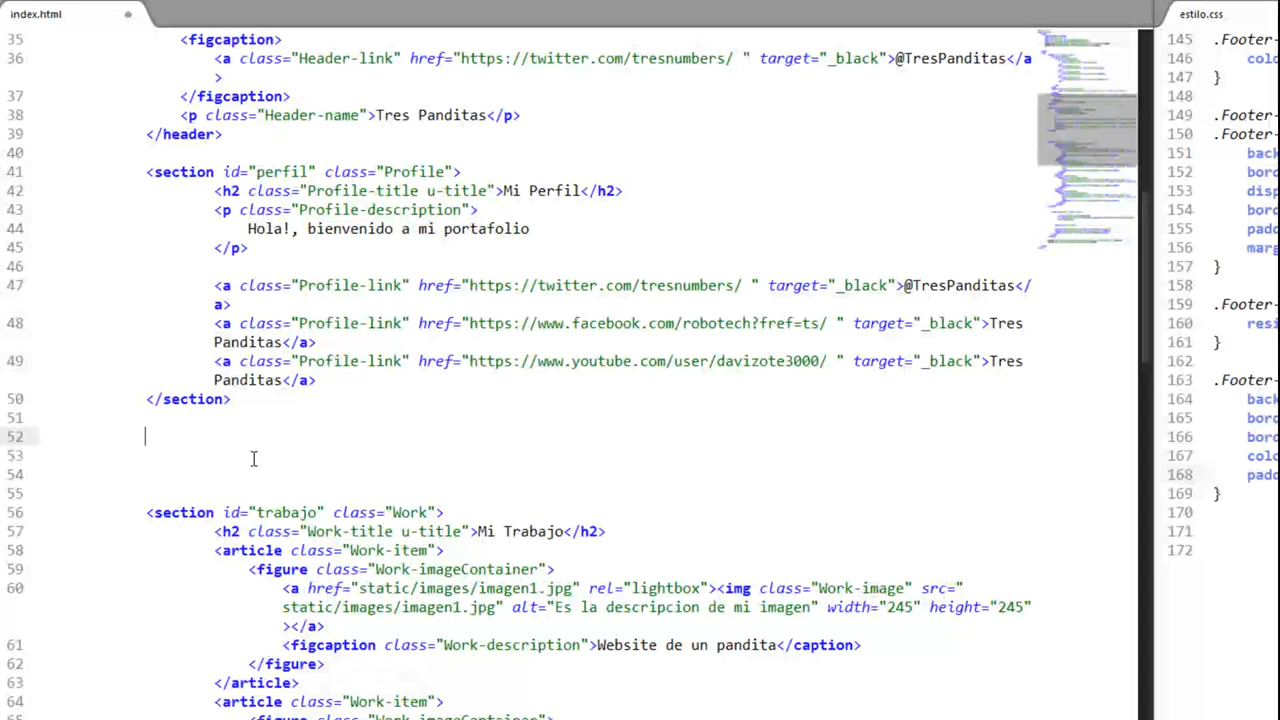 index.html
estilo.css
35 <figcaption>
36 <a class="Header-link" href="https://twitter.com/tresnumbers/ " target="_black">@TresPanditas</a
>
37 </figcaption>
38 <p class="Header-name">Tres Panditas</p>
39 </header>
40
41 <section id="perfil" class="Profile">
42 <h2 class="Profile-title u-title">Mi Perfil</h2>
43 <p class="Profile-description">
44 Hola!, bienvenido a mi portafolio
45 </p>
46
47 <a class="Profile-link" href="https://twitter.com/tresnumbers/ " target="_black">@TresPanditas</
a>
48 <a class="Profile-link" href="https://www.facebook.com/robotech?fref=ts/ " target="_black">Tres
Panditas</a>
49 <a class="Profile-link" href="https://www.youtube.com/user/davizote3000/ " target="_black">Tres
Panditas</a>
50 </section>
51
52
53
54
55
56 <section id="trabajo" class="Work">
57 <h2 class="Work-title u-title">Mi Trabajo</h2>
58 <article class="Work-item">
59 <figure class="Work-imageContainer">
60 <a href="static/images/imagen1.jpg" rel="lightbox"><img class="Work-image" src="
static/images/imagen1.jpg" alt="Es la descripcion de mi imagen" width="245" height="245"
></a>
61 <figcaption class="Work-description">Website de un pandita</caption>
62 </figure>
63 </article>
64 <article class="Work-item">
65 <figure class="Work-imageContainer">
145 .Footer-
146 colo
147 }
148
149 .Footer-
150 .Footer-
151 back
152 bord
153 disp
154 bord
155 padd
156 marg
157 }
158
159 .Footer-
160 resi
161 }
162
163 .Footer-
164 back
165 bord
166 bord
167 colo
168 padd
169 }
170
171
172